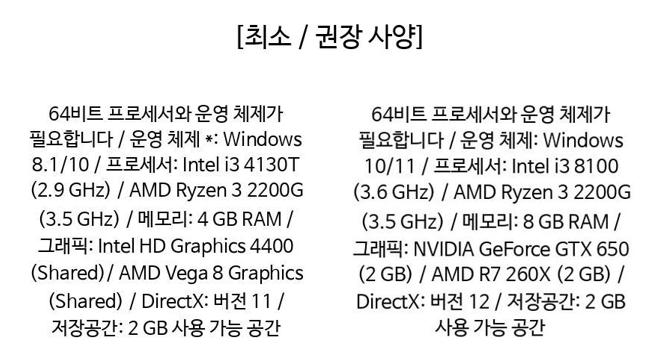 [최소 / 권장 사양]
64비트 프로세서와 운영 체제가
필요합니다 / 운영 체제 *: Windows
8.1/10 / 프로세서: Intel i3 4130T
(2.9 GHz) / AMD Ryzen 3 2200G
(3.5 GHz) / 메모리: 4 GB RAM /
그래픽: Intel HD Graphics 4400
(Shared)/ AMD Vega 8 Graphics
(Shared) / DirectX: 버전 11 /
저장공간: 2 GB 사용 가능 공간
64비트 프로세서와 운영 체제가
필요합니다 / 운영 체제: Windows
10/11 / 프로세서: Intel i3 8100
(3.6 GHz) / AMD Ryzen 3 2200G
(3.5 GHz) / 메모리: 8 GB RAM /
그래픽: NVIDIA GeForce GTX 650
(2 GB) / AMD R7 260X (2 GB) /
DirectX: 버전 12 / 저장공간: 2 GB
사용 가능 공간